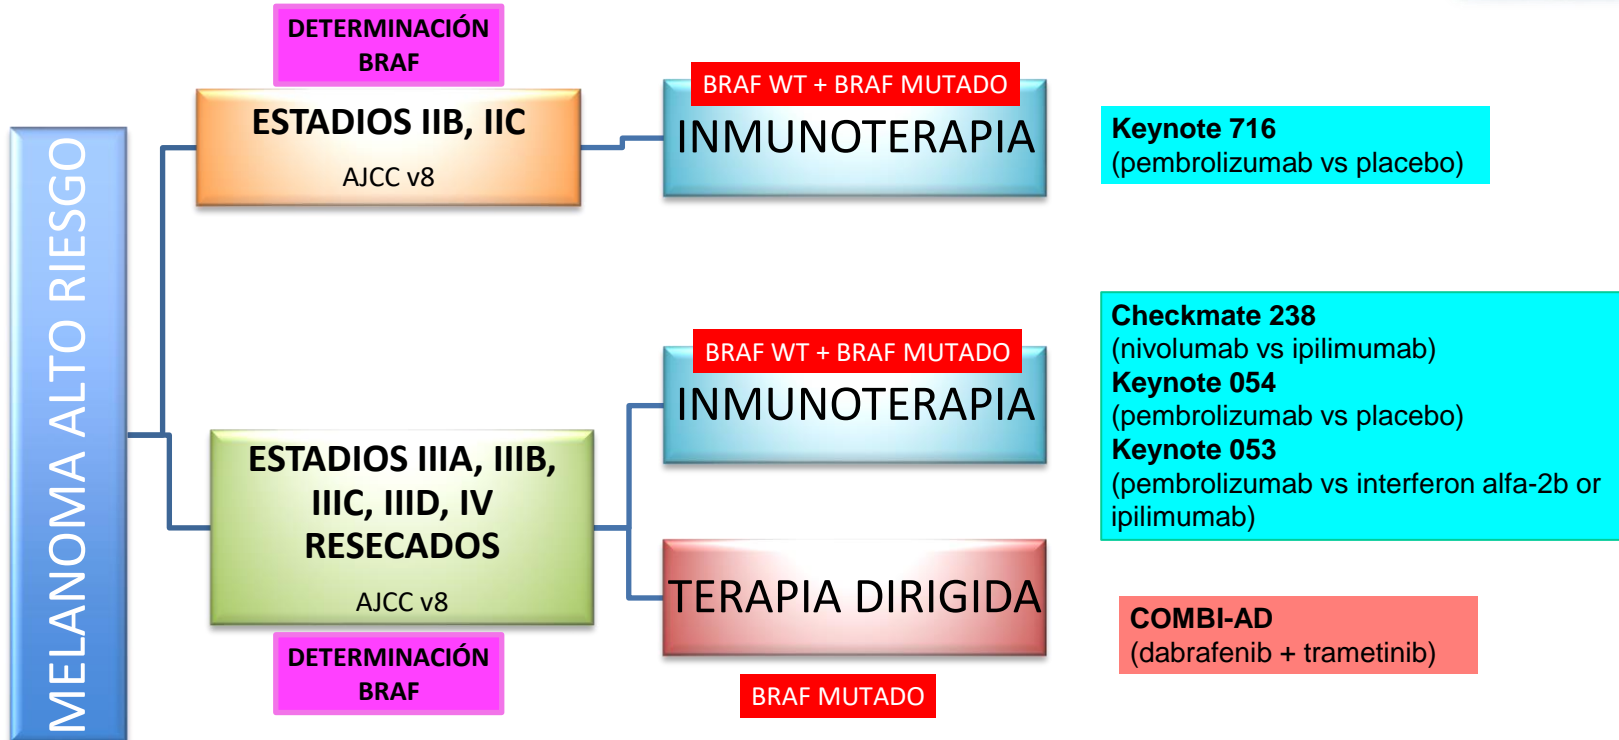 MELANOMA ALTO RIESGO
DETERMINACIÓN
BRAF
ESTADIOS IIB, IIC
AJCC v8
BRAF WT + BRAF MUTADO
INMUNOTERAPIA
Keynote 716
(pembrolizumab vs placebo)
ESTADIOS IIIA, IIIB,
IIIC, IIID, IV
RESECADOS
AJCC v8
DETERMINACIÓN
BRAF
BRAF WT + BRAF MUTADO
INMUNOTERAPIA
Checkmate 238
(nivolumab vs ipilimumab)
Keynote 054
(pembrolizumab vs placebo)
Keynote 053
(pembrolizumab vs interferon alfa-2b or
ipilimumab)
TERAPIA DIRIGIDA
BRAF MUTADO
COMBI-AD
(dabrafenib + trametinib)